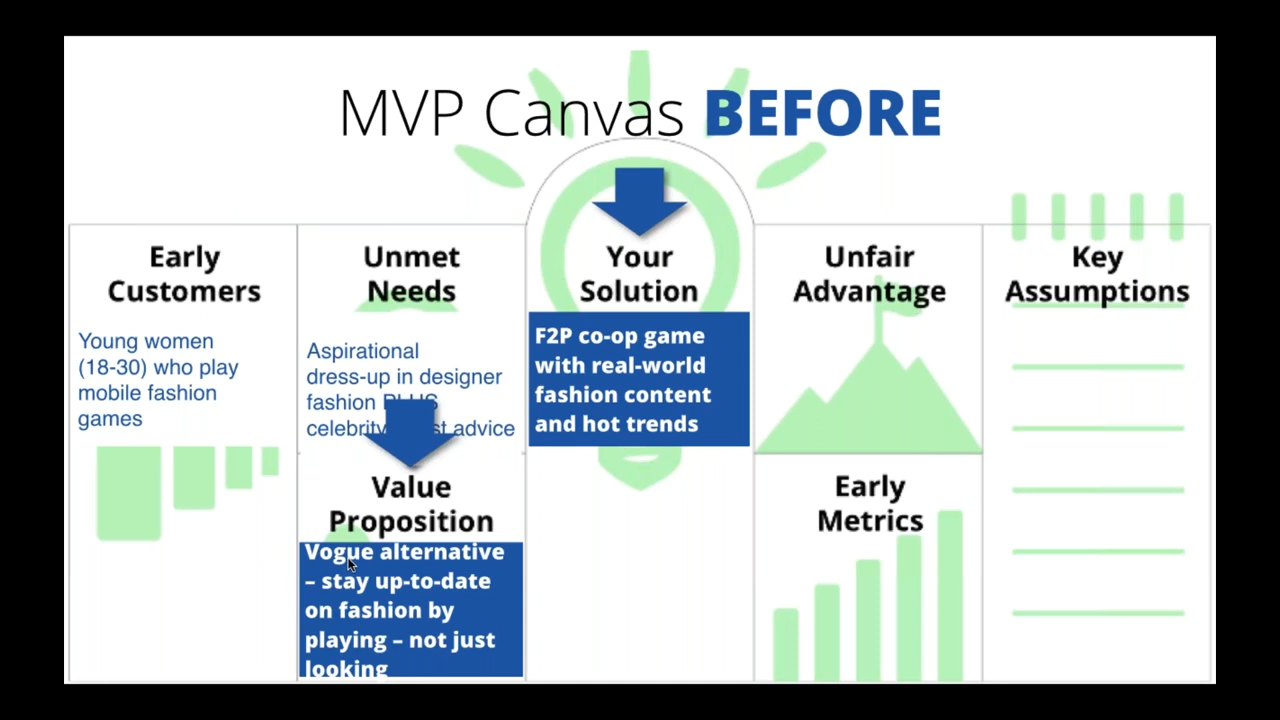 MVP Canvas BEFORE
Early
Customers
Young women
(18-30) who play
mobile fashion
games
Unmet
Needs
Aspirational
dress-up in designer
fashion PLUS
celebrity advice
Value
Proposition
Vogue alternative
– stay up-to-date
on fashion by
playing – not just
looking
Your
Solution
F2P co-op game
with real-world
fashion content
and hot trends
Unfair
Advantage
Early
Metrics
Key
Assumptions